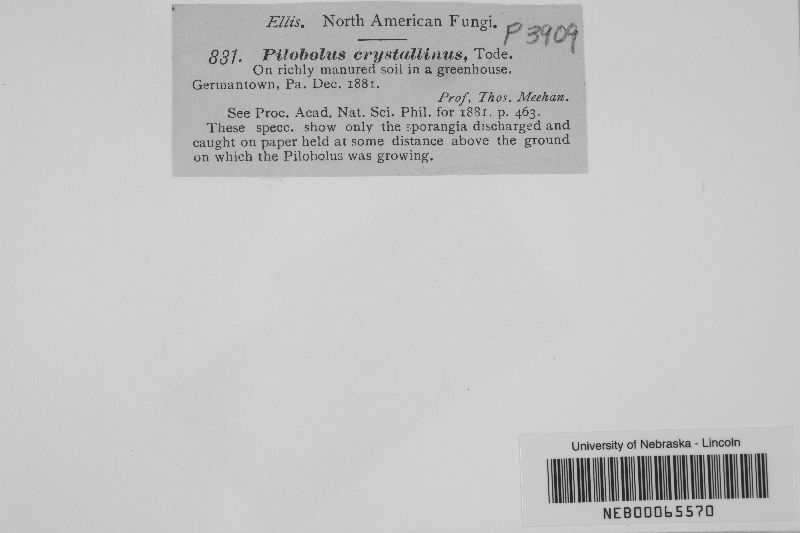 Ellis. North American Fungi.
P 3909
831. Pilobolus crystallinus, Tode.
On richly manured soil in a greenhouse.
Germantown, Pa. Dec. 1881.
Prof, Thos. Meehan.
See Proc. Acad. Nat. Sci. Phil. for 1881. p. 463.
These specc. show only the sporangia discharged and
caught on paper held at some distance above the ground
on which the Pilobolus was growing.
University of Nebraska - Lincoln
NEB00065570